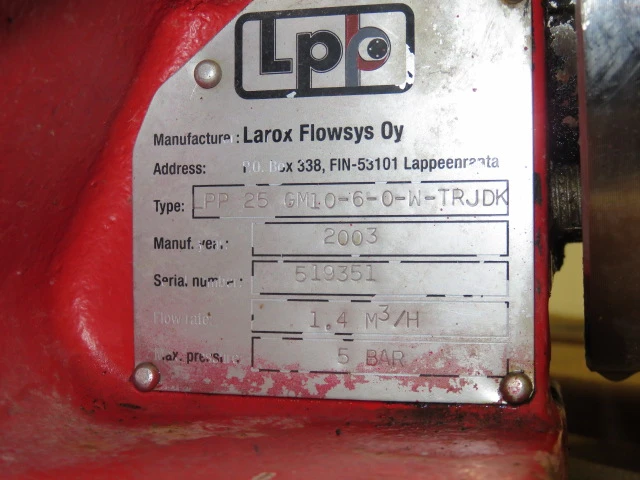 Lpp
Manufacture: Larox Flowsys Oy
Address: P.O. Box 338, FIN-53101 Lappeenranta
Type: LPP 25 GM10-6-0-W-TRJDK
Manuf. year: 2003
Serial number: 519351
Flow rate: 1.4 M³/H
Max. pressure 5 BAR